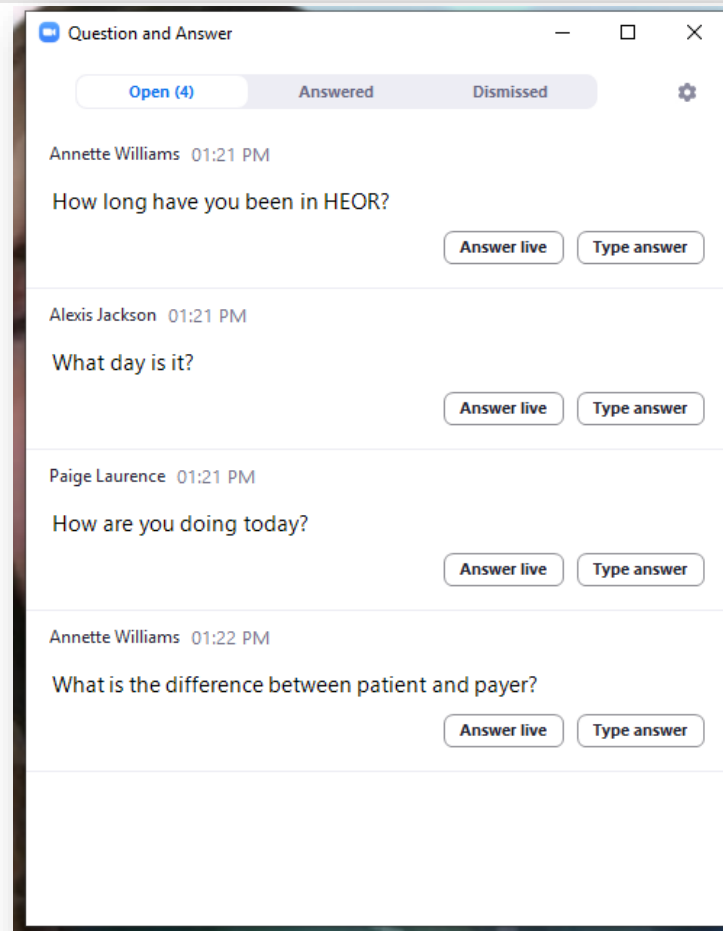 Question and Answer
Open (4) Answered Dismissed
Annette Williams 01:21 PM
How long have you been in HEOR?
Answer live Type answer
Alexis Jackson 01:21 PM
What day is it?
Answer live Type answer
Paige Laurence 01:21 PM
How are you doing today?
Answer live Type answer
Annette Williams 01:22 PM
What is the difference between patient and payer?
Answer live Type answer